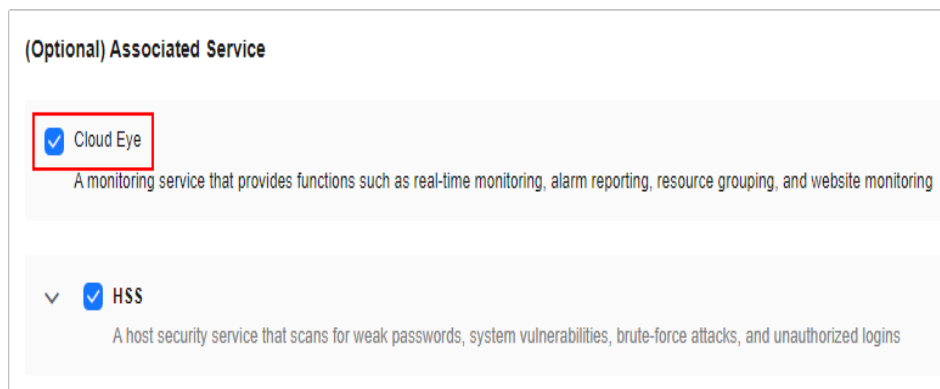 (Optional) Associated Service
Cloud Eye
A monitoring service that provides functions such as real-time monitoring, alarm reporting, resource grouping, and website monitoring
HSS
A host security service that scans for weak passwords, system vulnerabilities, brute-force attacks, and unauthorized logins